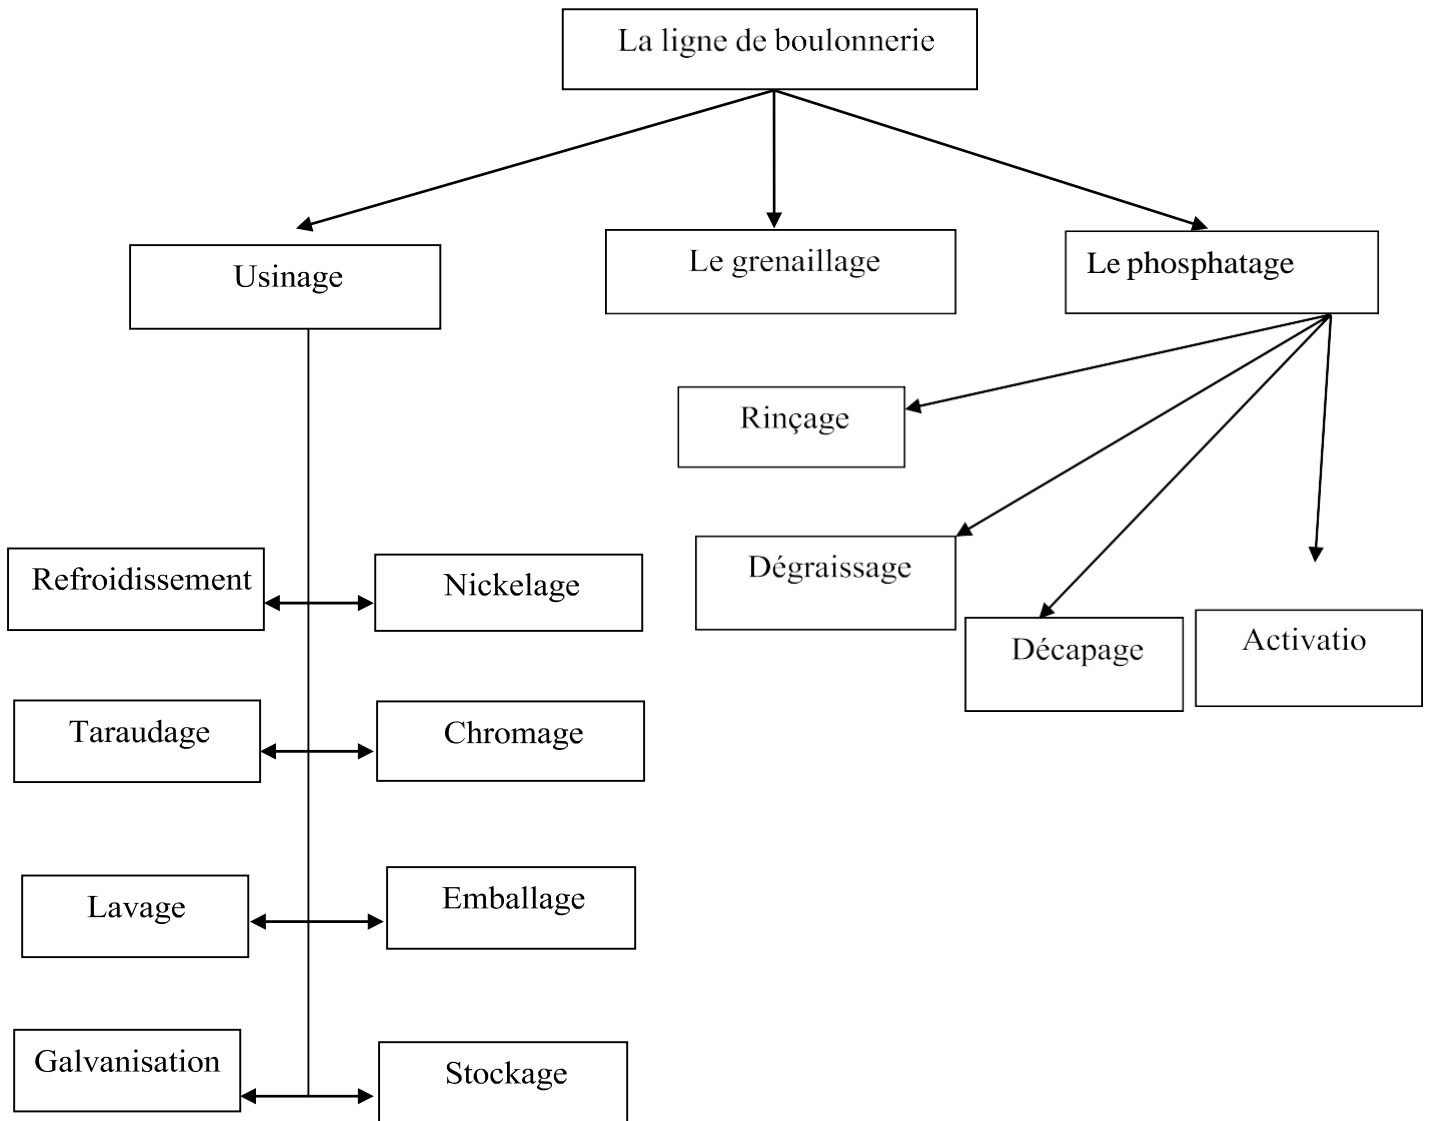 La ligne de boulonnerie
Usinage
Le grenaillage
Le phosphatage
Rinçage
Dégraissage
Décapage
Activatio
Refroidissement
Nickelage
Taraudage
Chromage
Lavage
Emballage
Galvanisation
Stockage